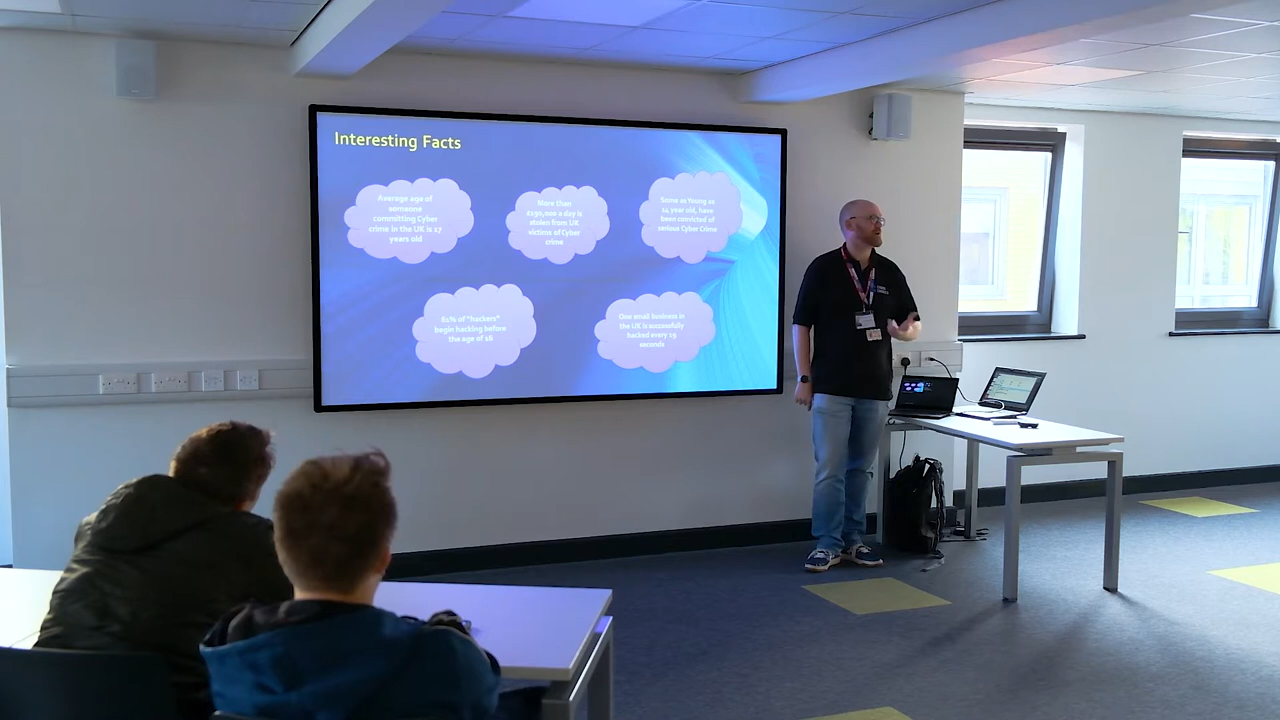 Interesting Facts
Average age of
someone
committing Cyber
crime in the UK is 17
years old
More than
a day is
stolen from UK
victims of Cyber
crime
Some as Young as
14 year old, have
been convicted of
serious Cyber Crime
61% of "hackers"
begin hacking before
the age of 16
One small business in
the UK is successfully
hacked every 19
seconds